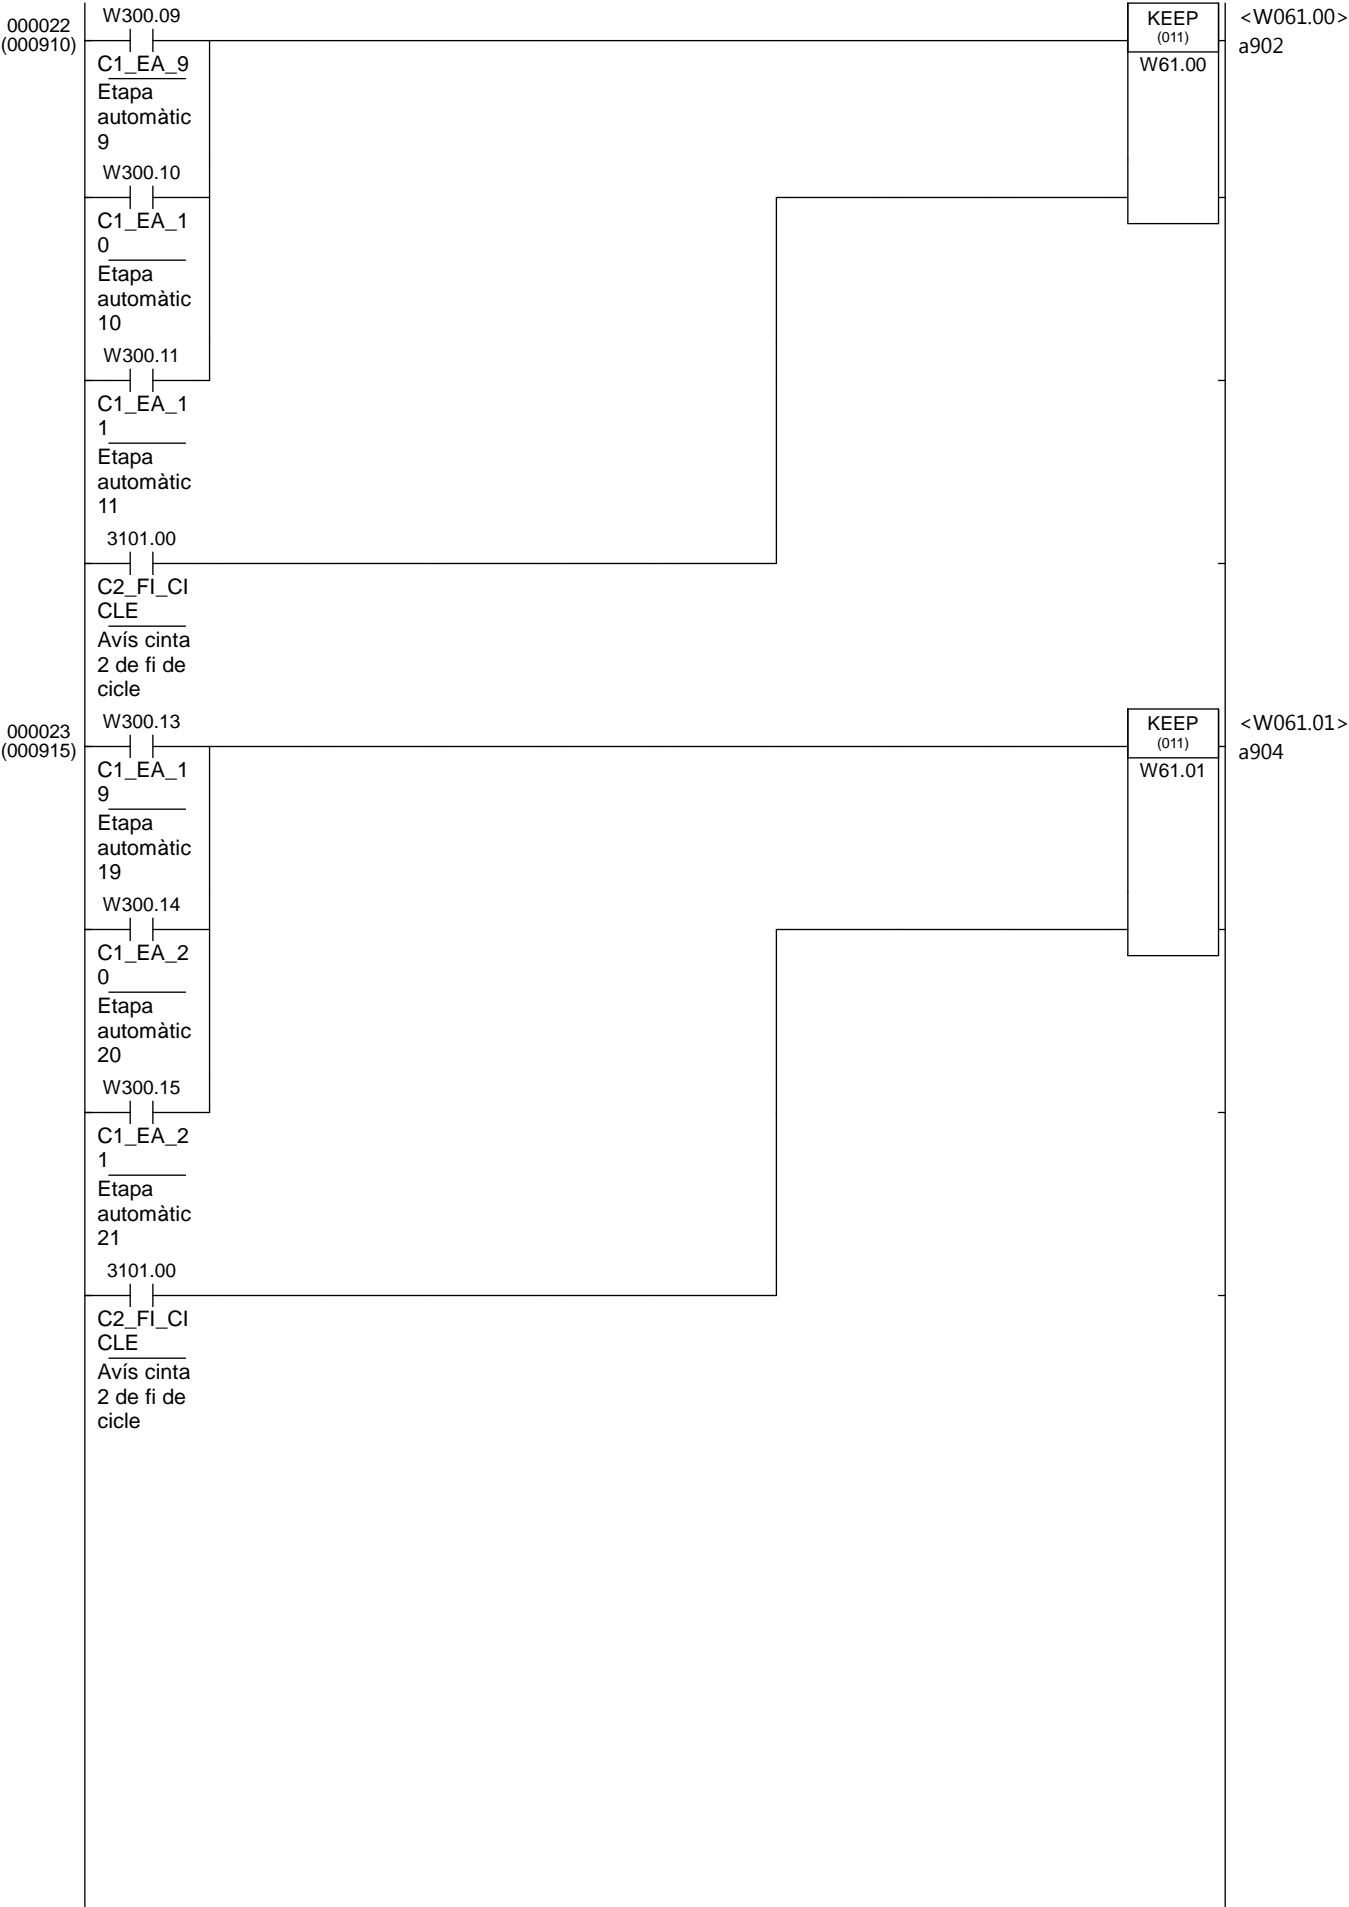 000022
(000910)
W300.09
C1_EA_9
Etapa
automàtic
9
KEEP
(011)
W61.00
<W061.00>
a902
W300.10
C1_EA_1
0
Etapa
automàtic
10
W300.11
C1_EA_1
1
Etapa
automàtic
11
3101.00
C2_FI_CI
CLE
Avís cinta
2 de fi de
cicle
000023
(000915)
W300.13
C1_EA_1
9
Etapa
automàtic
19
KEEP
(011)
W61.01
<W061.01>
a904
W300.14
C1_EA_2
0
Etapa
automàtic
20
W300.15
C1_EA_2
1
Etapa
automàtic
21
3101.00
C2_FI_CI
CLE
Avís cinta
2 de fi de
cicle